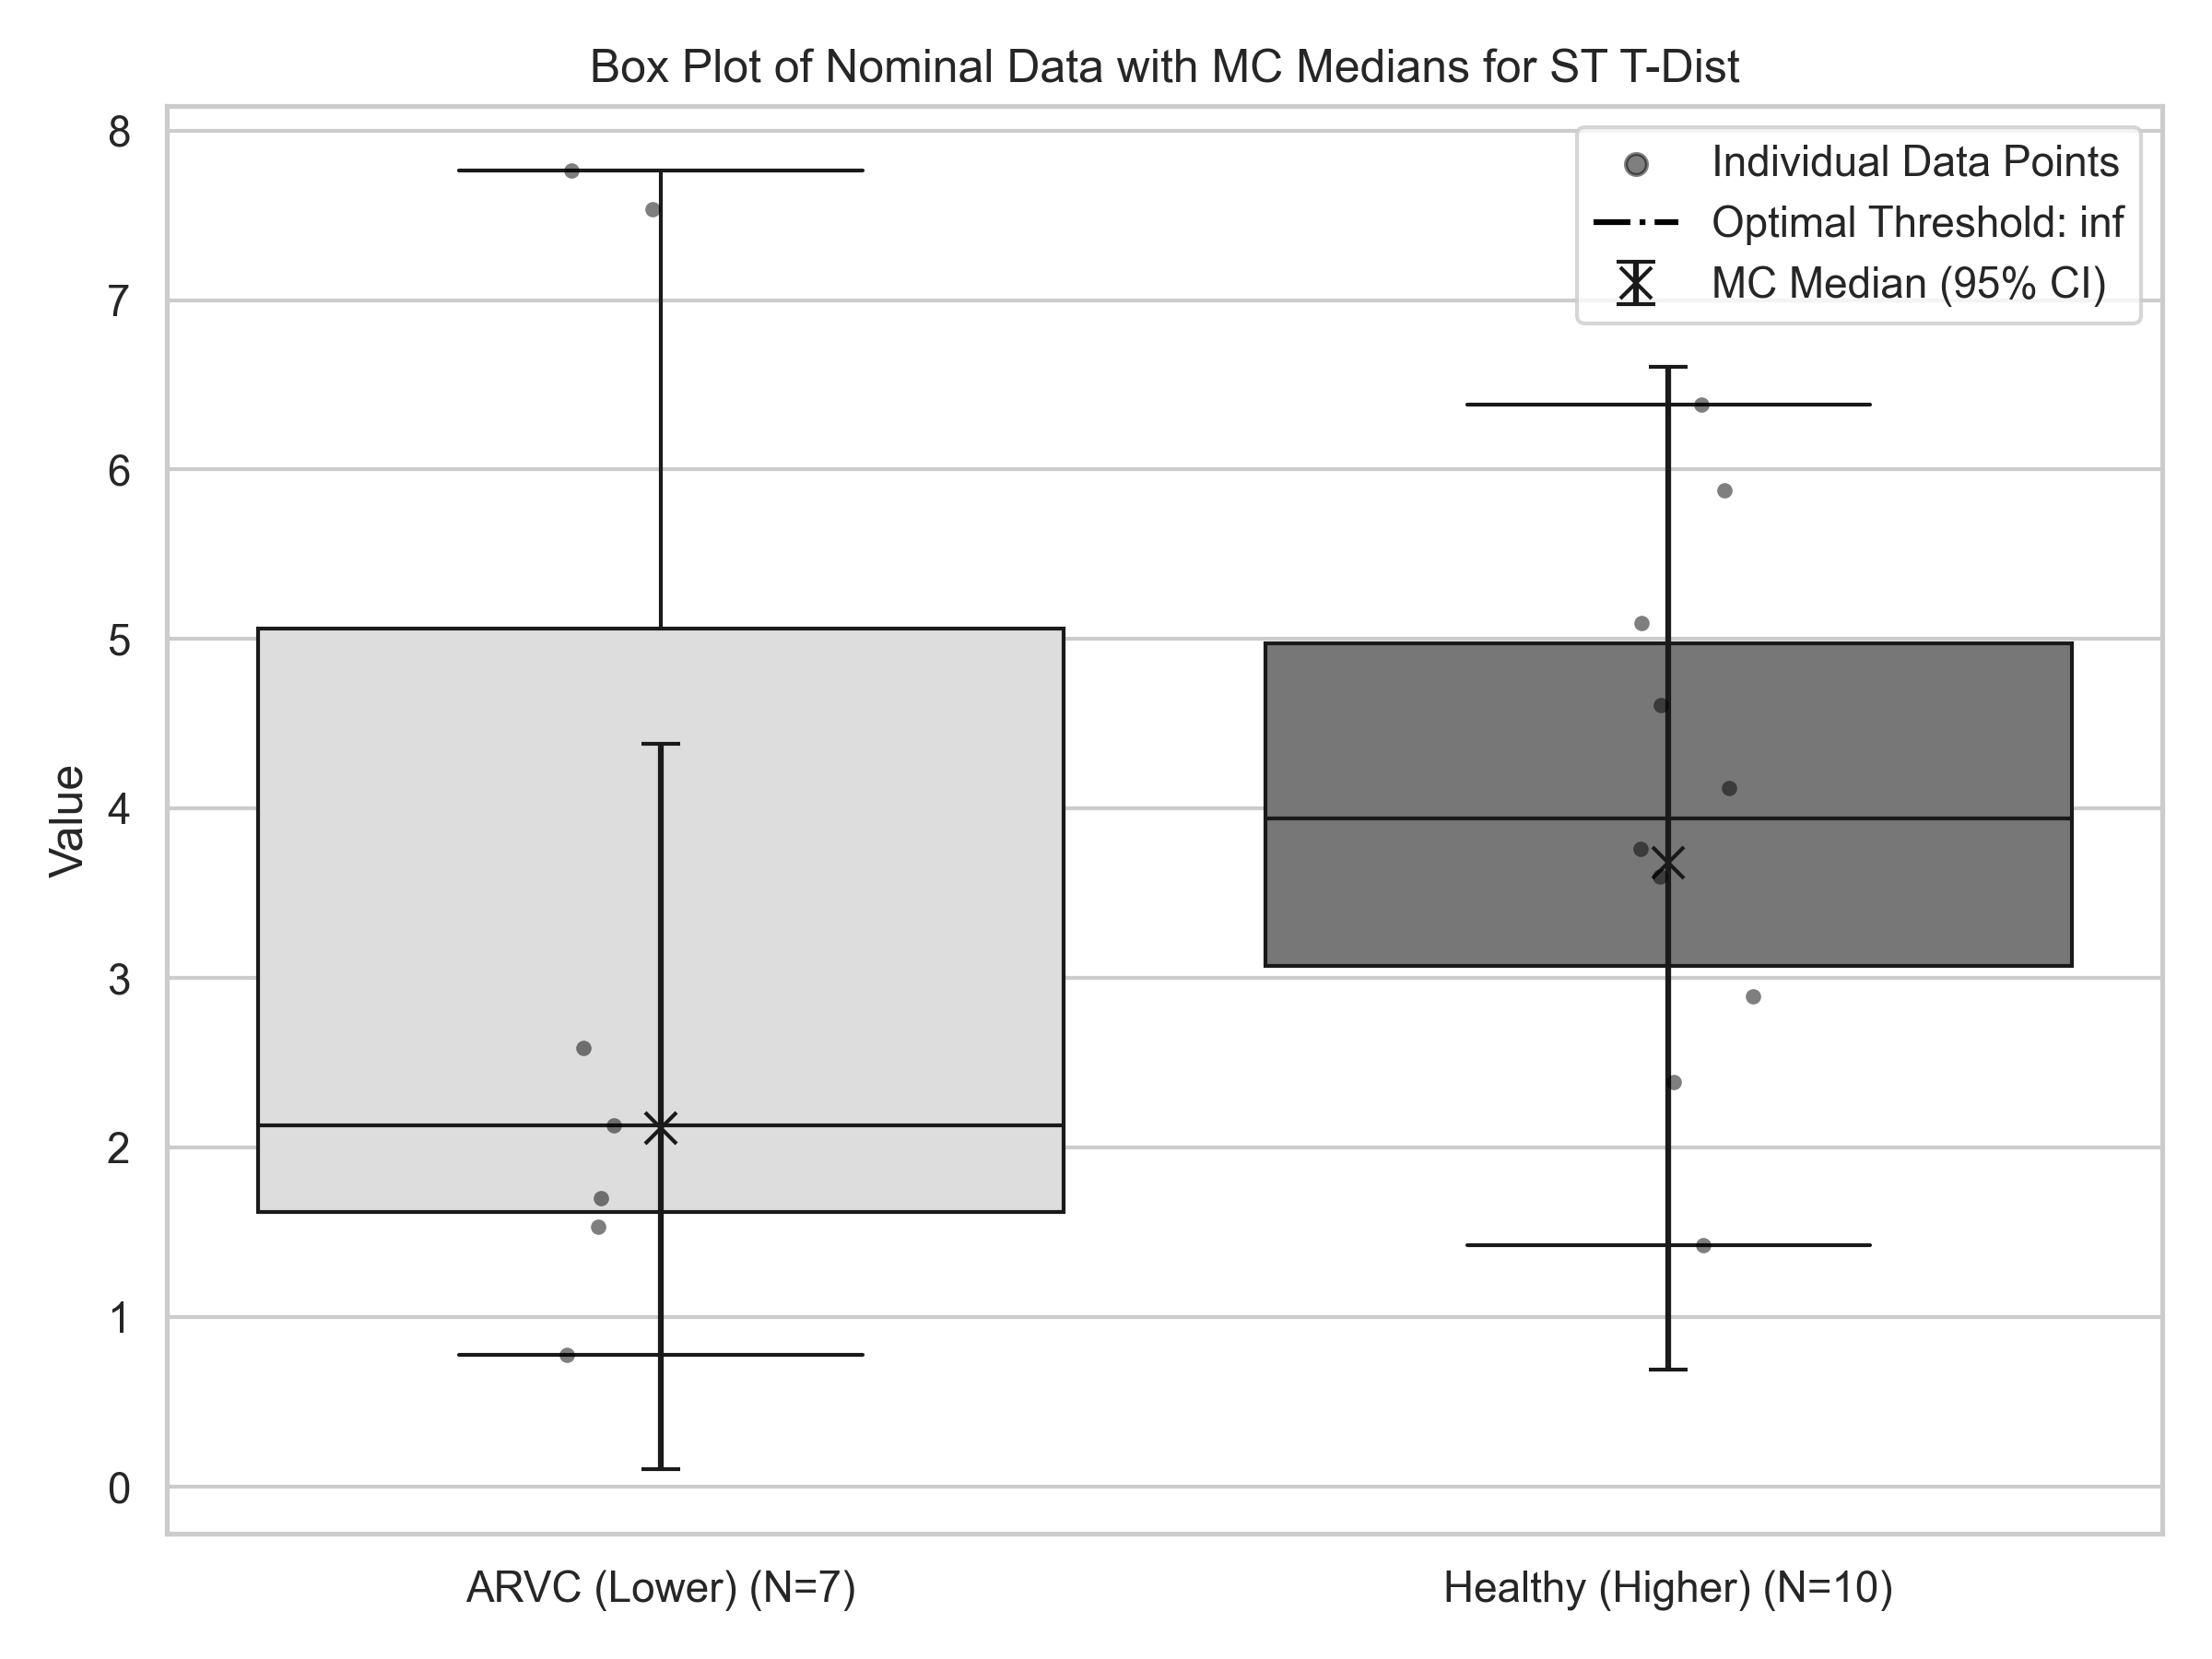 Box Plot of Nominal Data with MC Medians for ST T-Dist
Individual Data Points
Optimal Threshold: inf
MC Median (95% CI)
8
7
6
5
4
3
2
1
0
Value
ARVC (Lower) (N=7)
Healthy (Higher) (N=10)